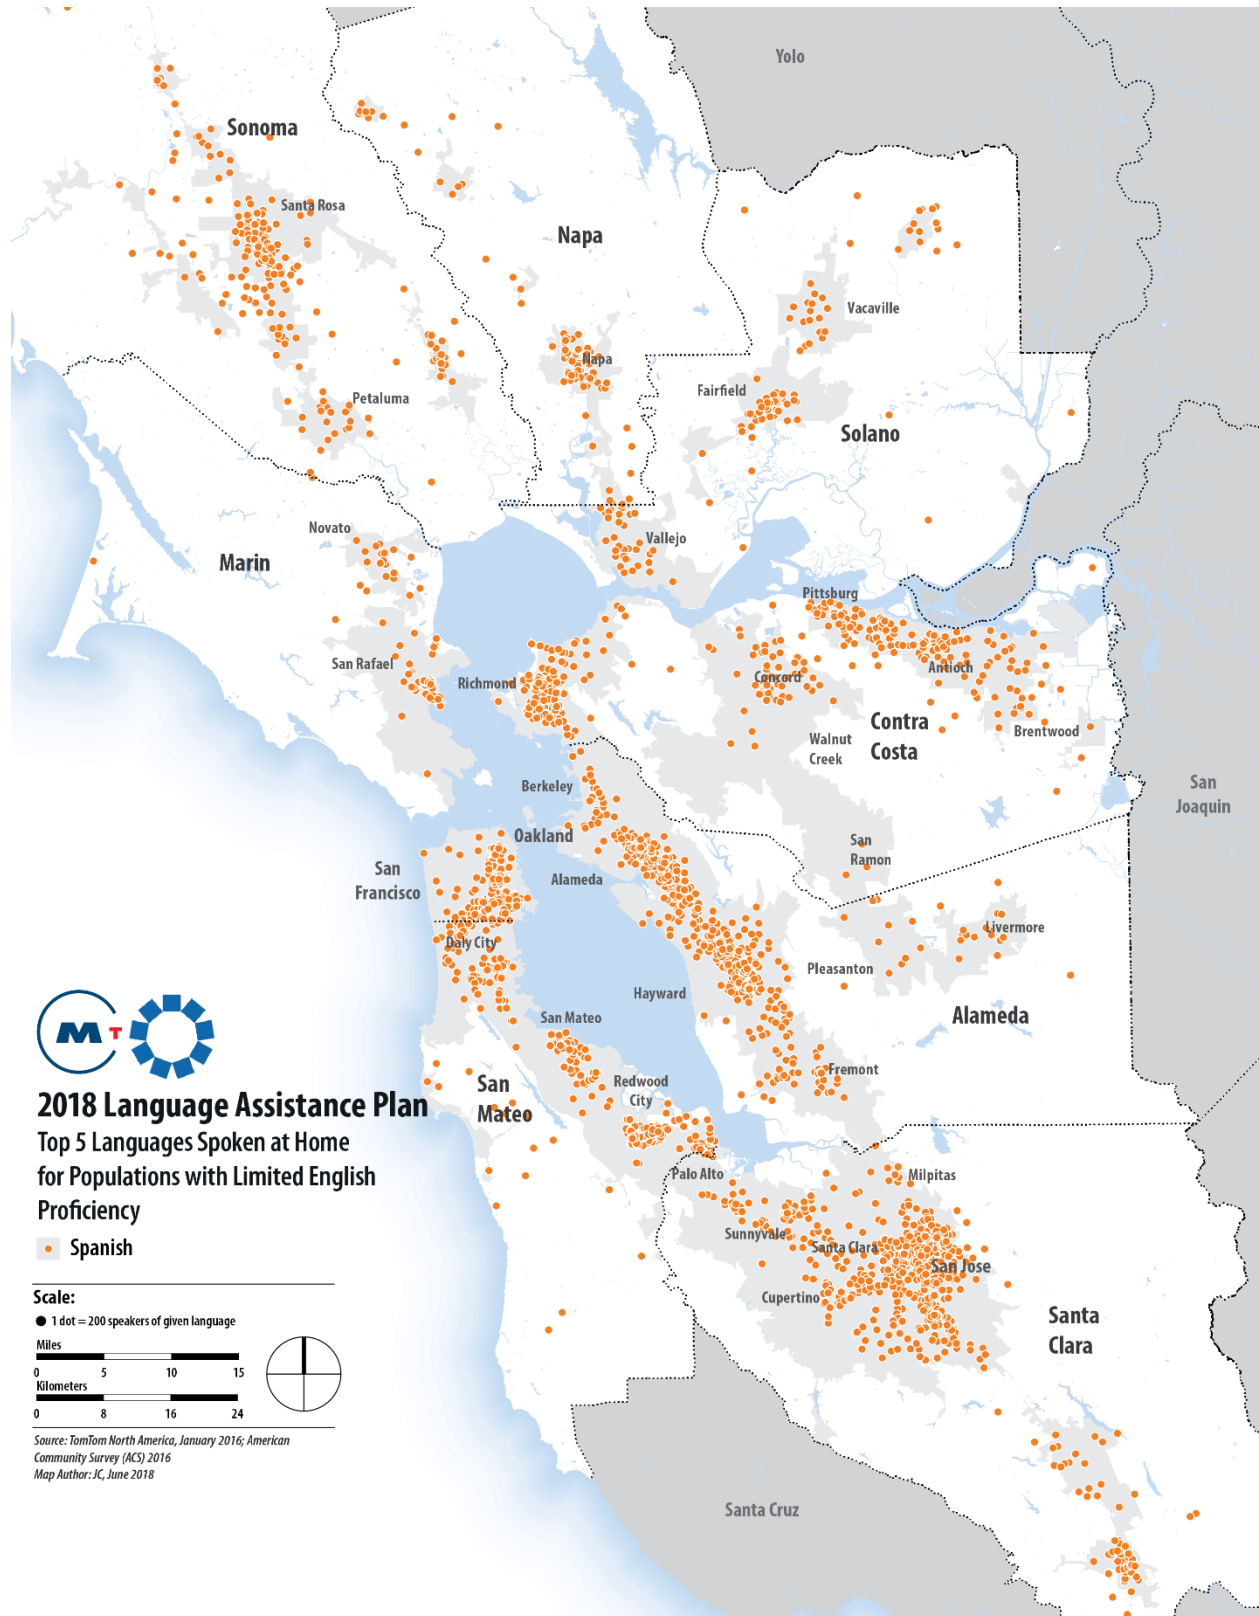 Yolo
Sonoma
Santa Rosa
Napa
Vacaville
Napa
Fairfield
Petaluma
Solano
Novato
Vallejo
Marin
Pittsburg
San Rafael
Richmond
Antioch
Concord
Contra
Costa
Brentwood
Walnut
Creek
San
Joaquin
Berkeley
Oakland
San
Ramon
San
Francisco
Alameda
Livermore
Daly City
Pleasanton
Hayward
Alameda
San Mateo
M T
Fremont
Redwood
City
San
Mateo
2018 Language Assistance Plan
Top 5 Languages Spoken at Home
for Populations with Limited English
Proficiency
Spanish
Palo Alto
Milpitas
Sunnyvale
Santa Clara
San Jose
Cupertino
Santa
Clara
Scale:
1 dot = 200 speakers of given language
Miles
0 5 10 15
Kilometers
0 8 16 24
Source: TomTom North America, January 2016; American
Community Survey (ACS) 2016
Map Author: JC, June 2018
Santa Cruz